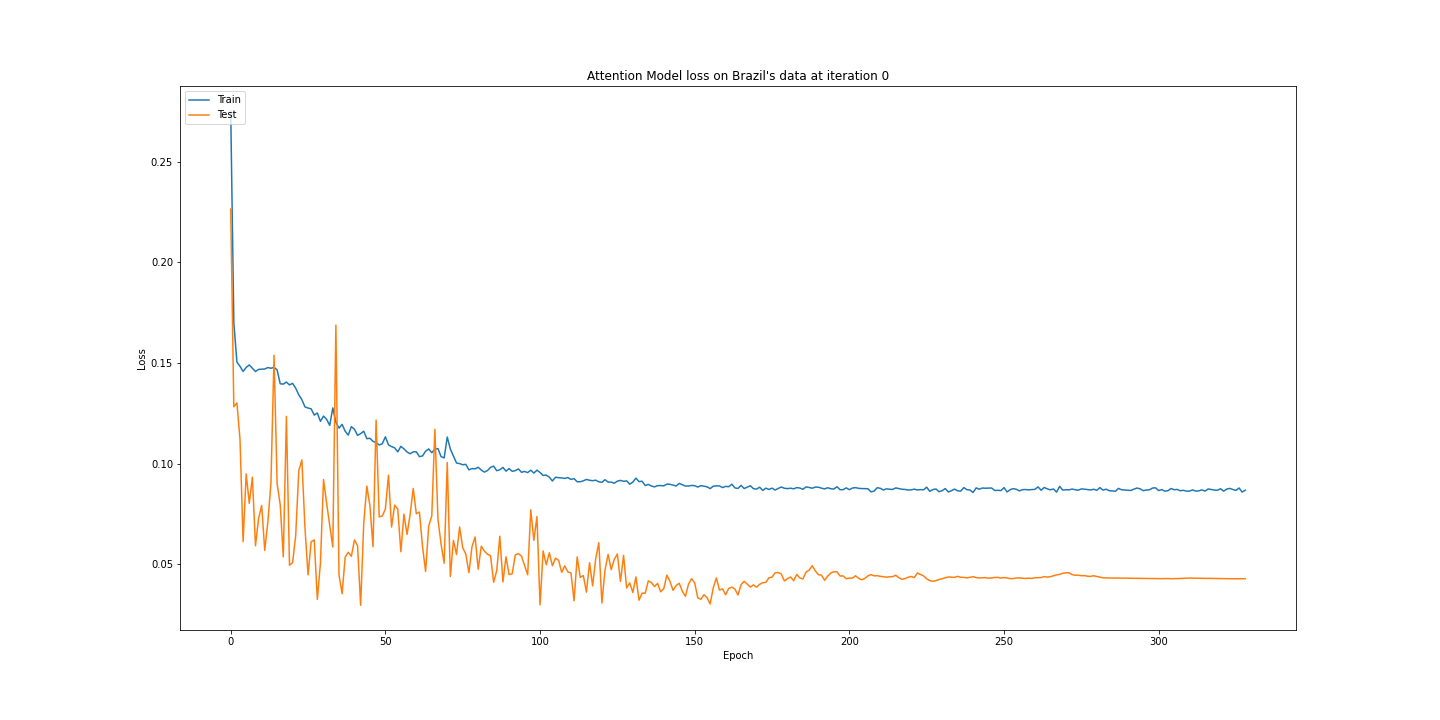 Attention Model loss on Brazil's data at iteration 0
Train
Test
0.25
0.20
0.15
0.10
0.05
Loss
0 50 100 150 200 250 300
Epoch